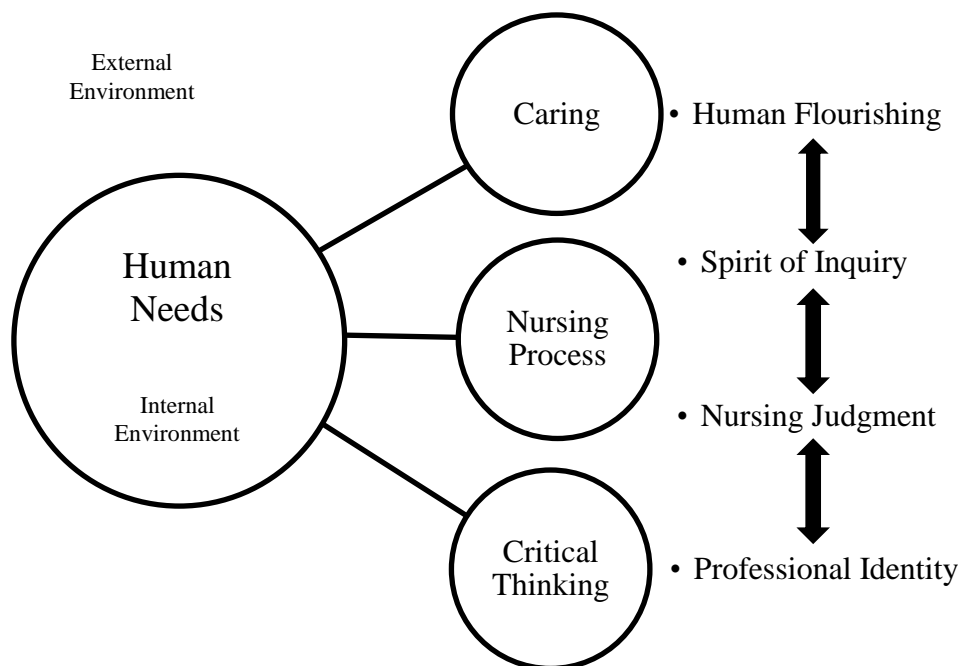 External
Environment
Caring
• Human Flourishing
Human
Needs
• Spirit of Inquiry
Nursing
Process
Internal
Environment
• Nursing Judgment
Critical
Thinking
• Professional Identity